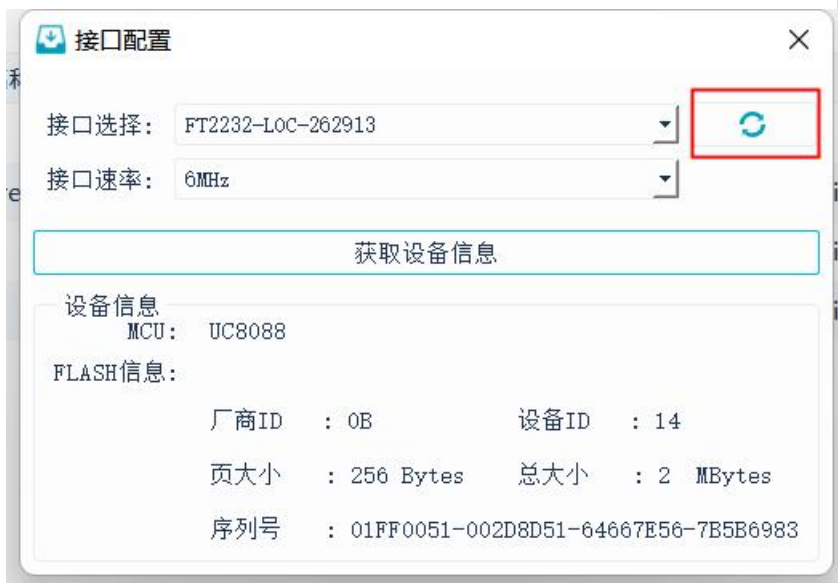 接口配置
接口选择: FT2232-LOC-262913
接口速率: 6MHz
获取设备信息
设备信息
MCU: UC8088
FLASH信息:
厂商ID : 0B 设备ID : 14
页大小 : 256 Bytes 总大小 : 2 MBytes
序列号 : 01FF0051-002D8D51-64667E56-7B5B6983